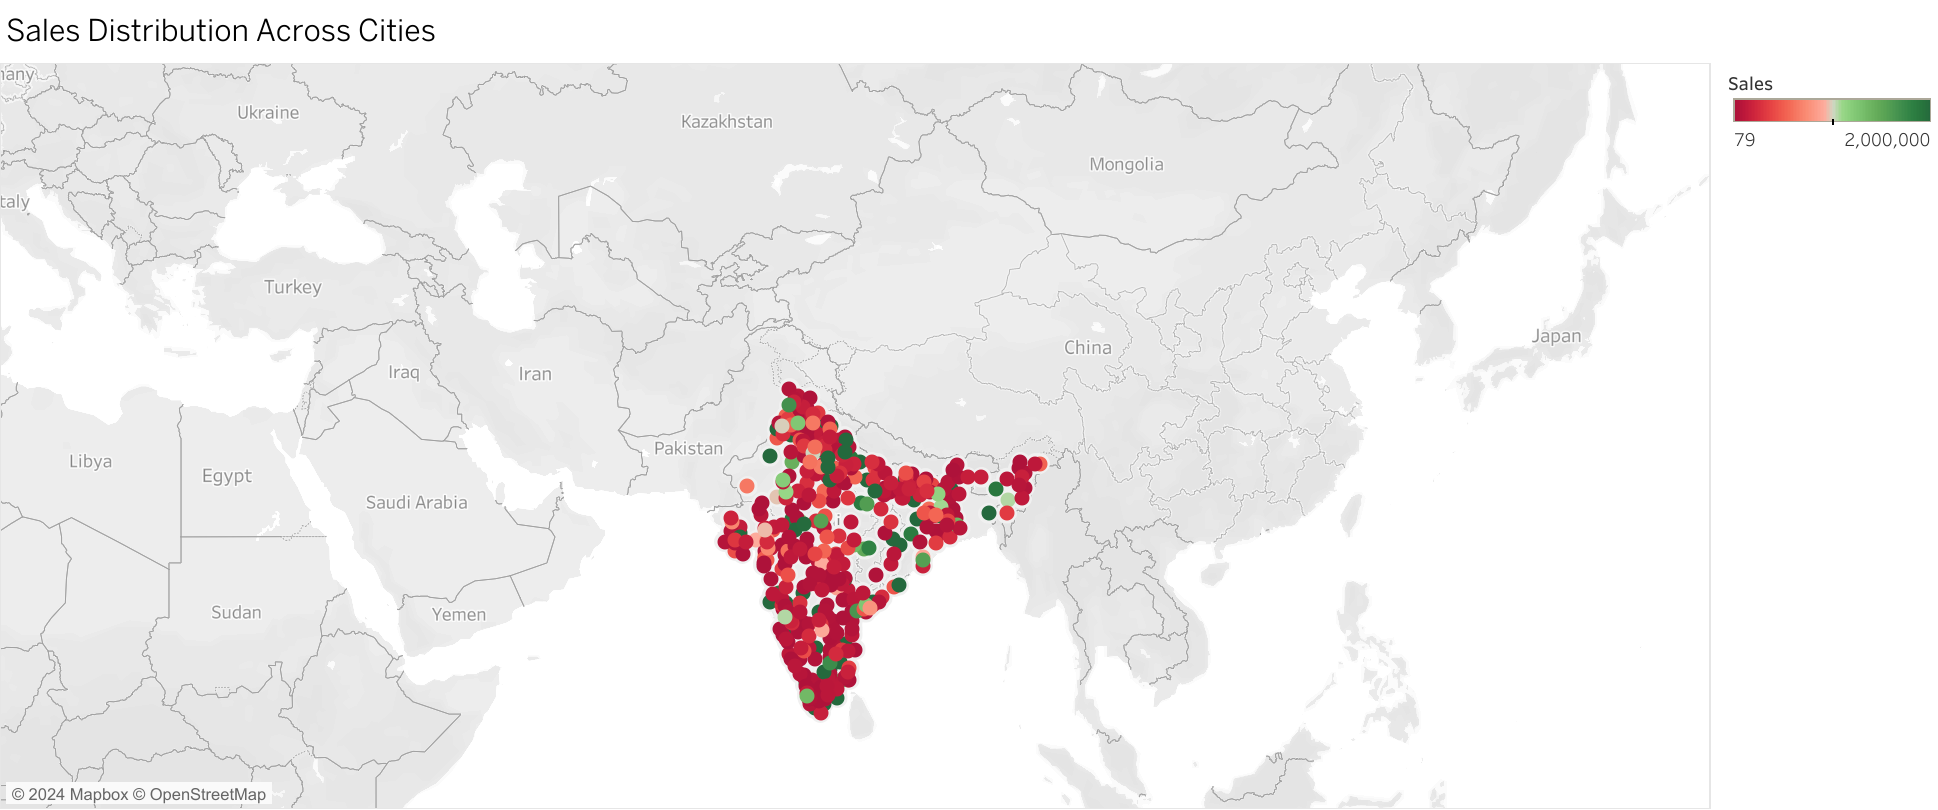 Sales Distribution Across Cities
Sales
79
2,000,000
many
Ukraine
Kazakhstan
Mongolia
taly
Turkey
Japan
China
Iraq
Iran
Pakistan
Libya
Egypt
Saudi Arabia
Sudan
Yemen
© 2024 Mapbox © OpenStreetMap